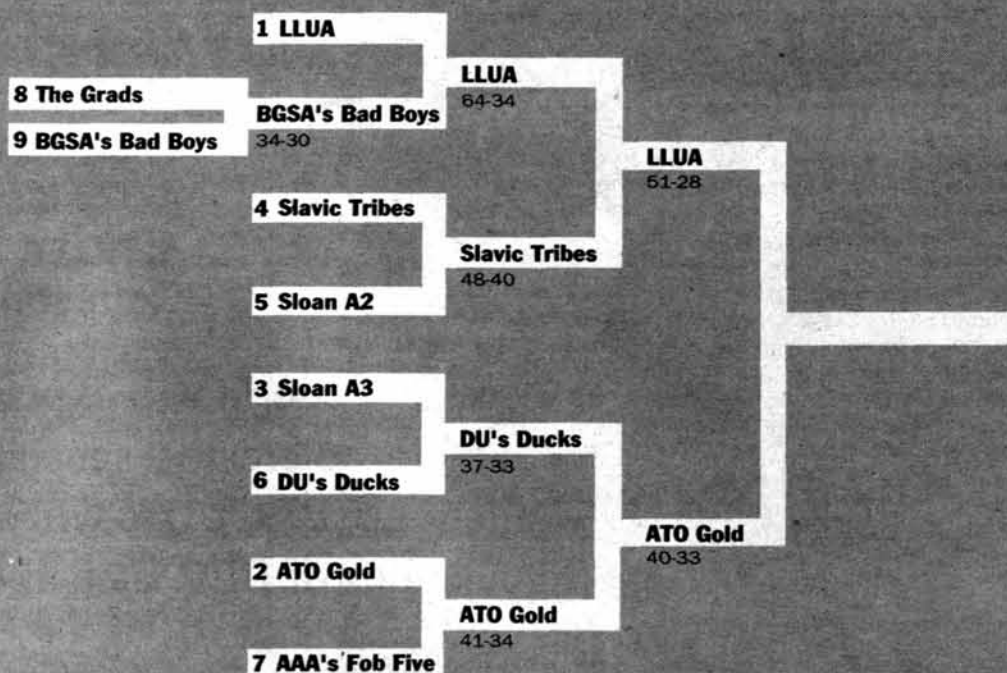 1 LLUA
8 The Grads
9 BGSA's Bad Boys
BGSA's Bad Boys
34-30
LLUA
64-34
4 Slavic Tribes
5 Sloan A2
Slavic Tribes
48-40
LLUA
51-28
3 Sloan A3
6 DU's Ducks
DU's Ducks
37-33
2 ATO Gold
7 AAA's Fob Five
ATO Gold
41-34
ATO Gold
40-33